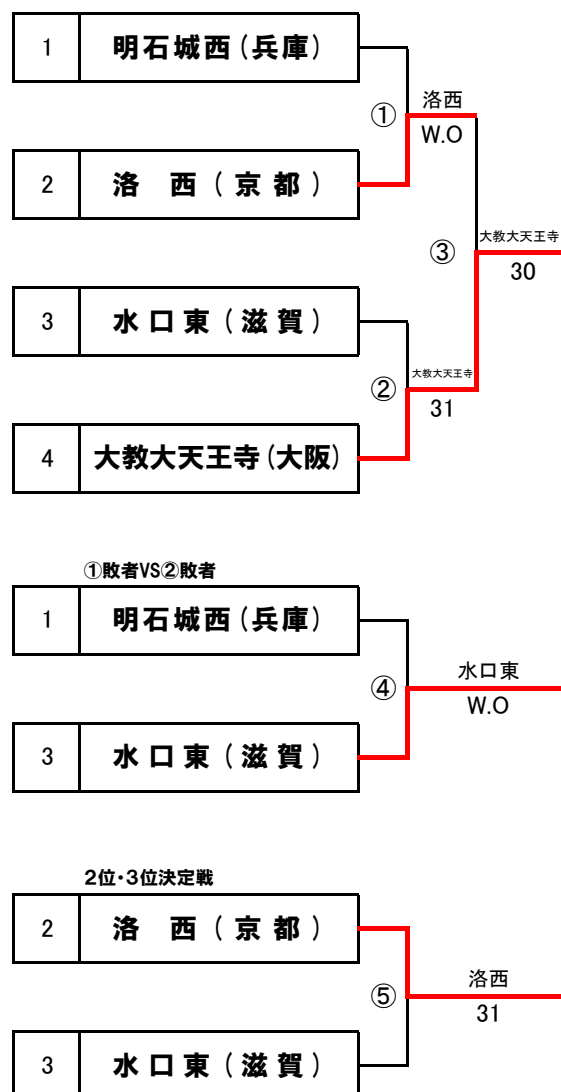 1 明石城西(兵庫)
① 洛西
W.O
2 洛 西(京都)
③ 大教大天王寺
30
3 水口東(滋賀)
② 大教大天王寺
31
4 大教大天王寺(大阪)
①敗者VS②敗者
1 明石城西(兵庫)
④ 水口東
W.O
3 水口東(滋賀)
2位・3位決定戦
2 洛 西(京都)
⑤ 洛西
31
3 水口東(滋賀)